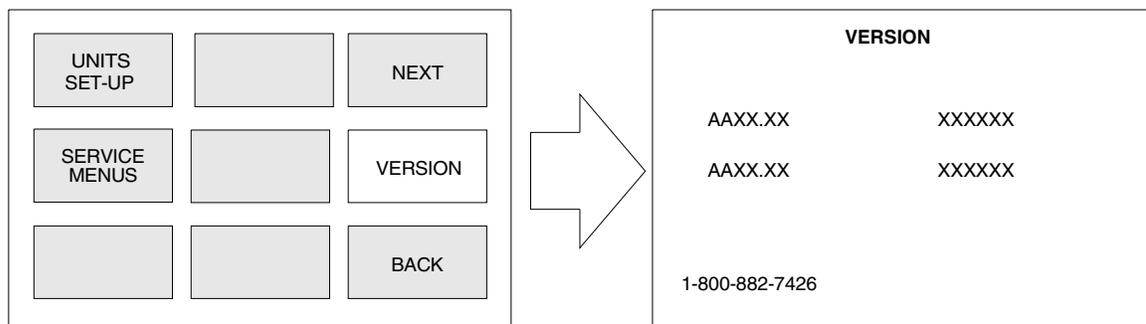 UNITS
SET-UP
NEXT
SERVICE
MENUS
VERSION
BACK
VERSION
AAXX.XX XXXXXX
AAXX.XX XXXXXX
1-800-882-7426